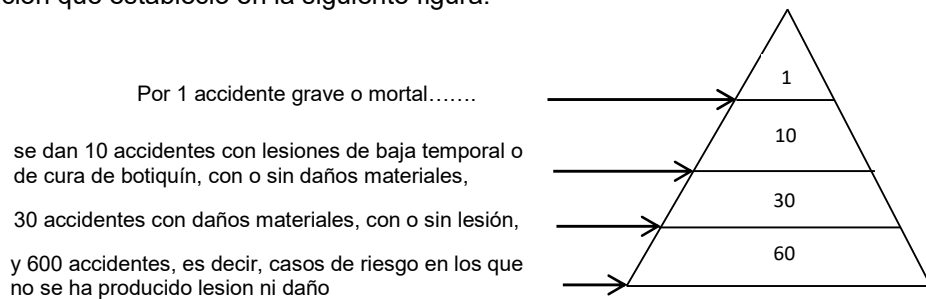 ción que estableció en la siguiente figura:
Por 1 accidente grave o mortal…….
1
se dan 10 accidentes con lesiones de baja temporal o
de cura de botiquín, con o sin daños materiales,
10
30 accidentes con daños materiales, con o sin lesión,
30
y 600 accidentes, es decir, casos de riesgo en los que
no se ha producido lesion ni daño
60